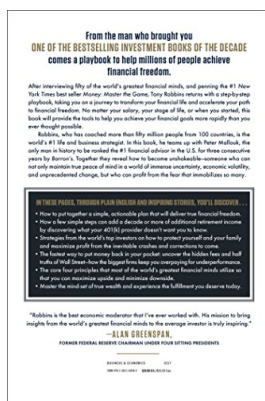 From the man who brought you
ONE OF THE BESTSELLING INVESTMENT BOOKS OF THE DECADE
comes a playbook to help millions of people achieve
financial freedom.
After interviewing fifty of the world's greatest financial minds, and penning the #1 New
York Times best seller Money: Master the Game, Tony Robbins returns with a step-by-step
playbook, taking you on a journey to transform your financial life and accelerate your path
to financial freedom. No matter your salary, your stage of life, or when you started, this
book will provide the tools to help you achieve your financial goals more rapidly than you
ever thought possible.
Robbins, who has coached more than fifty million people from 100 countries, is the
world's #1 life and business strategist. In this book, he teams up with Peter Mallouk, the
only man in history to be ranked the #1 financial advisor in the U.S. for three consecutive
years by Barron's. Together they reveal how to become unshakeable—someone who can
not only maintain true peace of mind in a world of immense uncertainty, economic volatility,
and unprecedented change, but who can profit from the fear that immobilizes so many.
IN THESE PAGES, THROUGH PLAIN ENGLISH AND INSPIRING STORIES, YOU'LL DISCOVER . . .
• How to put together a simple, actionable plan that will deliver true financial freedom.
• How a few simple steps can add a decade or more of additional retirement income
by discovering what your 401(k) provider doesn't want you to know.
• Strategies from the world's top investors on how to protect yourself and your family
and maximize profit from the inevitable crashes and corrections to come.
• The fastest way to put money back in your pocket: uncover the hidden fees and half
truths of Wall Street—how the biggest firms keep you overpaying for underperformance.
• The core four principles that most of the world's greatest financial minds utilize so
that you can maximize upside and minimize downside.
• Master the mind-set of true wealth and experience the fulfillment you deserve today.
"Robbins is the best economic moderator that I've ever worked with. His mission to bring
insights from the world's greatest financial minds to the average investor is truly inspiring."
—ALAN GREENSPAN,
FORMER FEDERAL RESERVE CHAIRMAN UNDER FOUR SITTING PRESIDENTS
BUSINESS & ECONOMICS